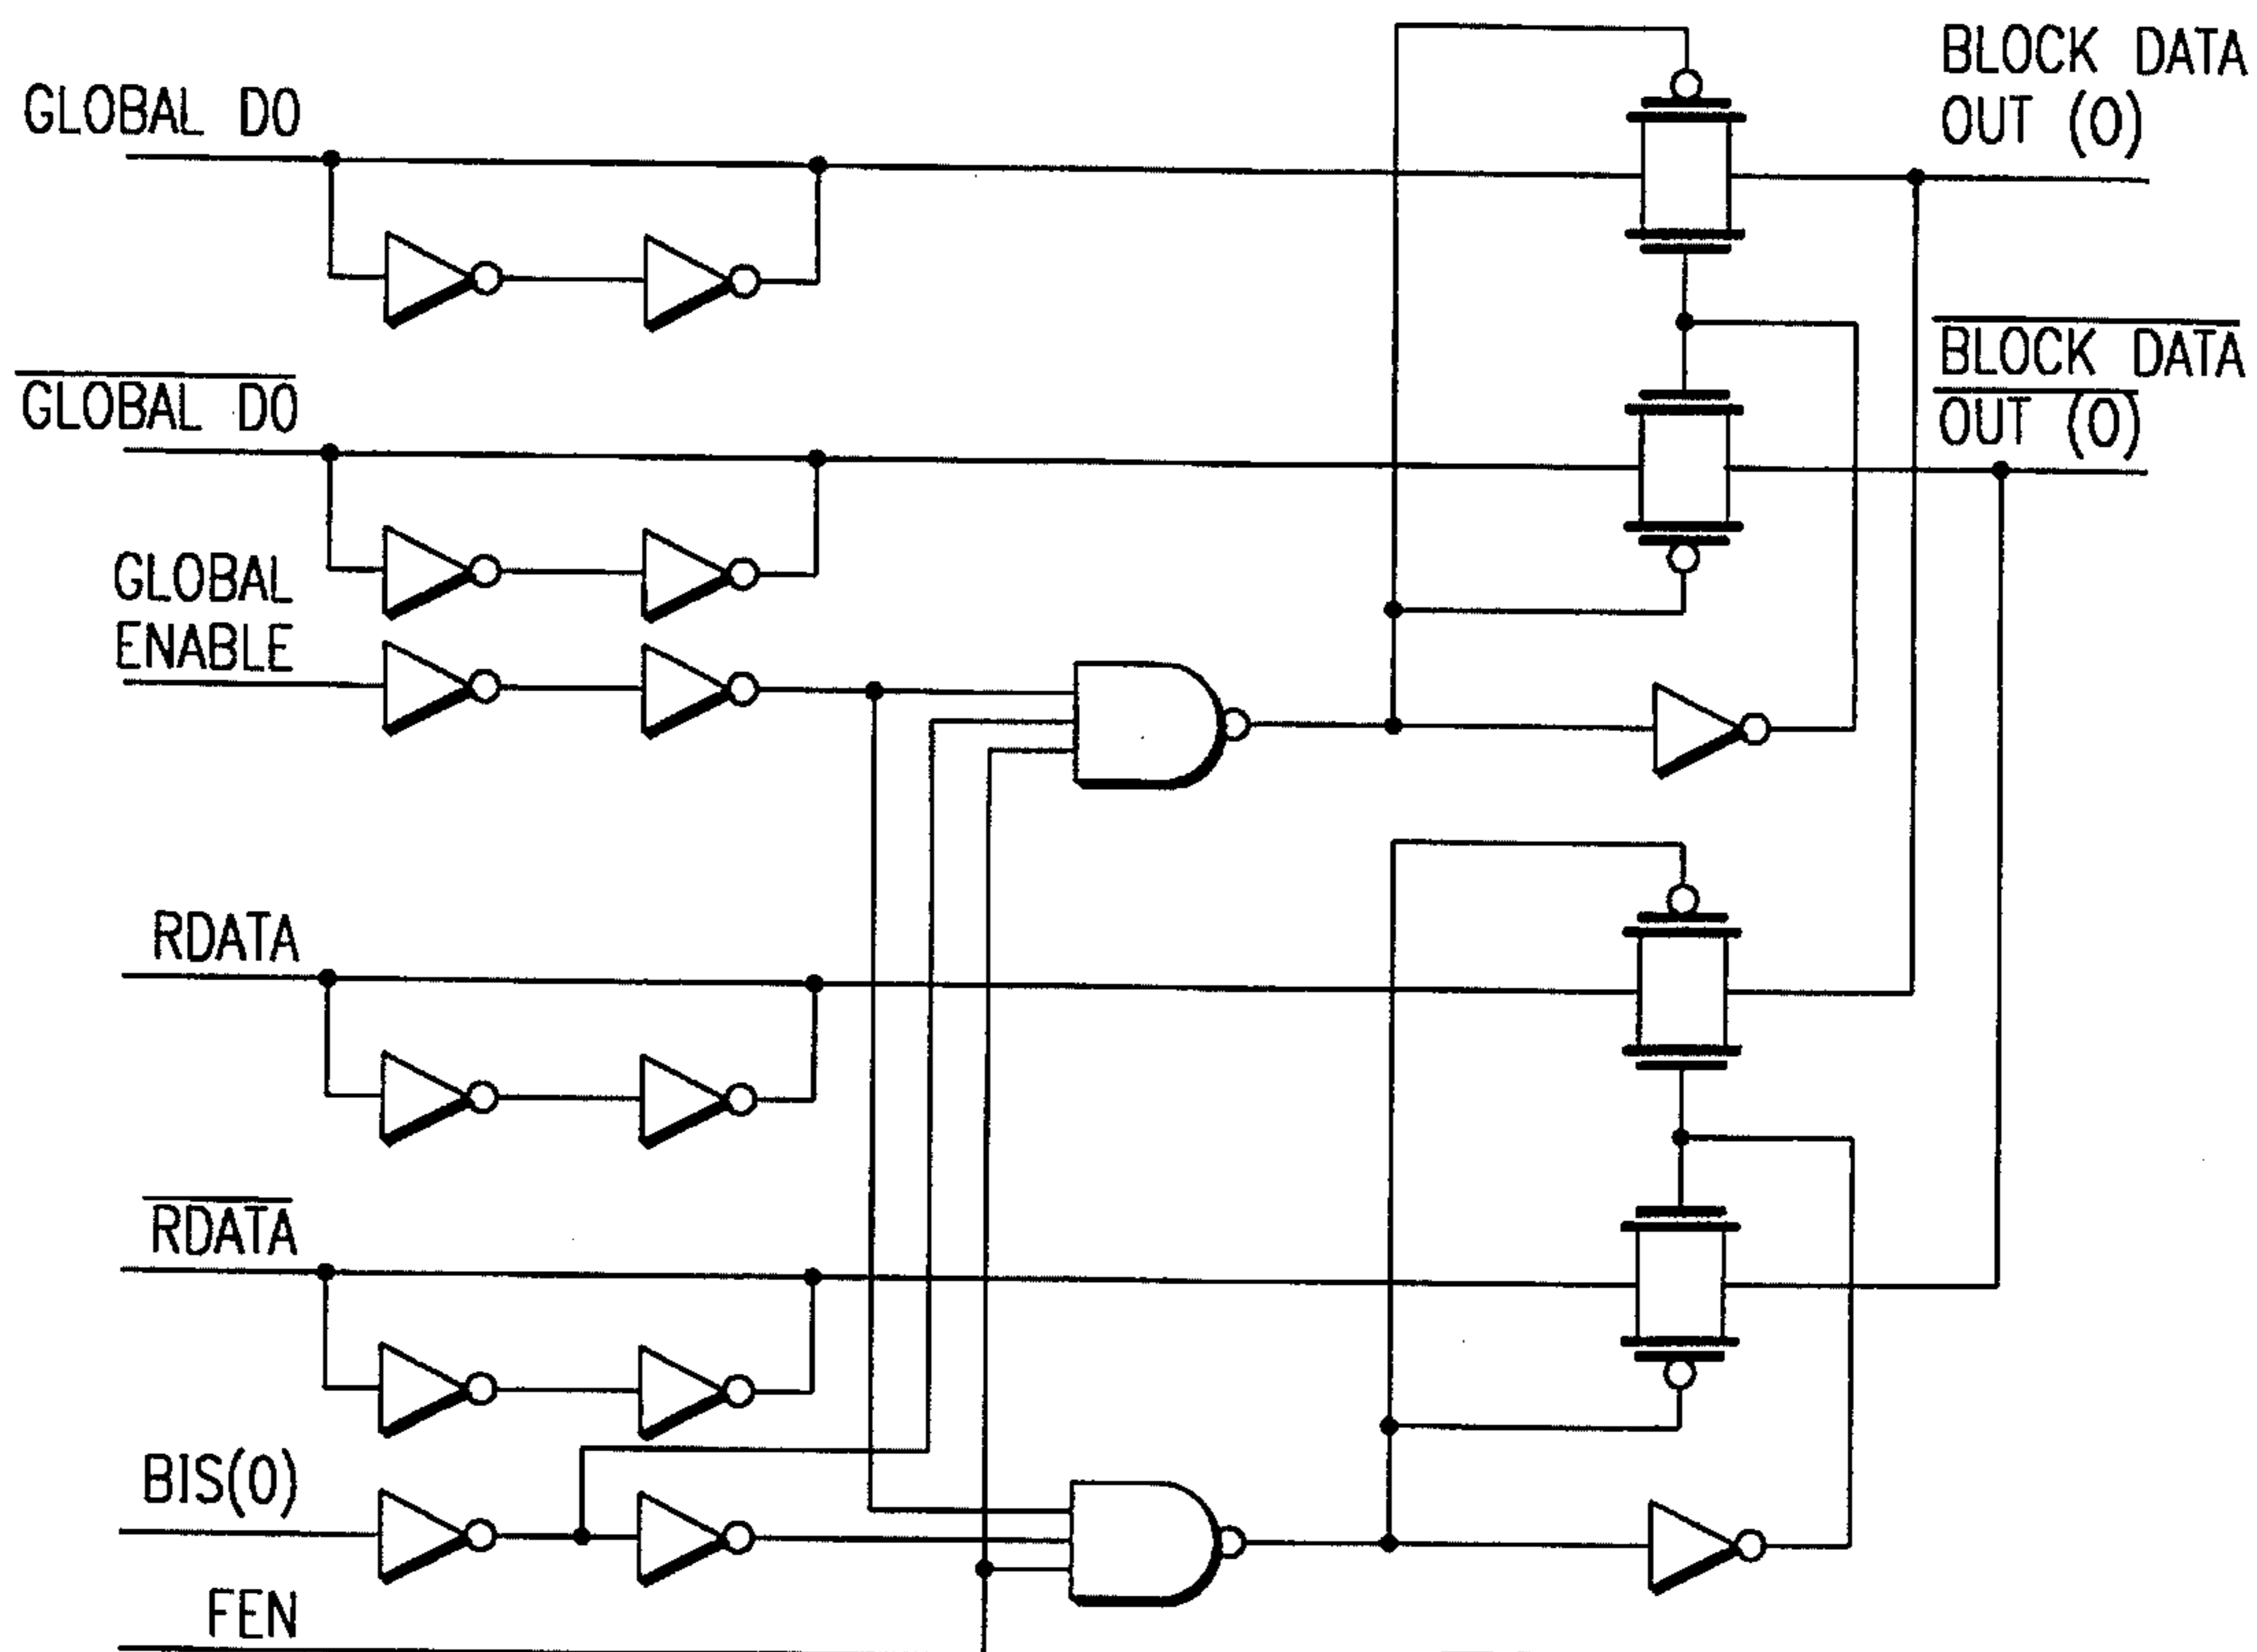 GLOBAL DO
BLOCK DATA
OUT (0)
GLOBAL DO
BLOCK DATA
OUT (0)
GLOBAL
ENABLE
RDATA
RDATA
BIS(0)
FEN